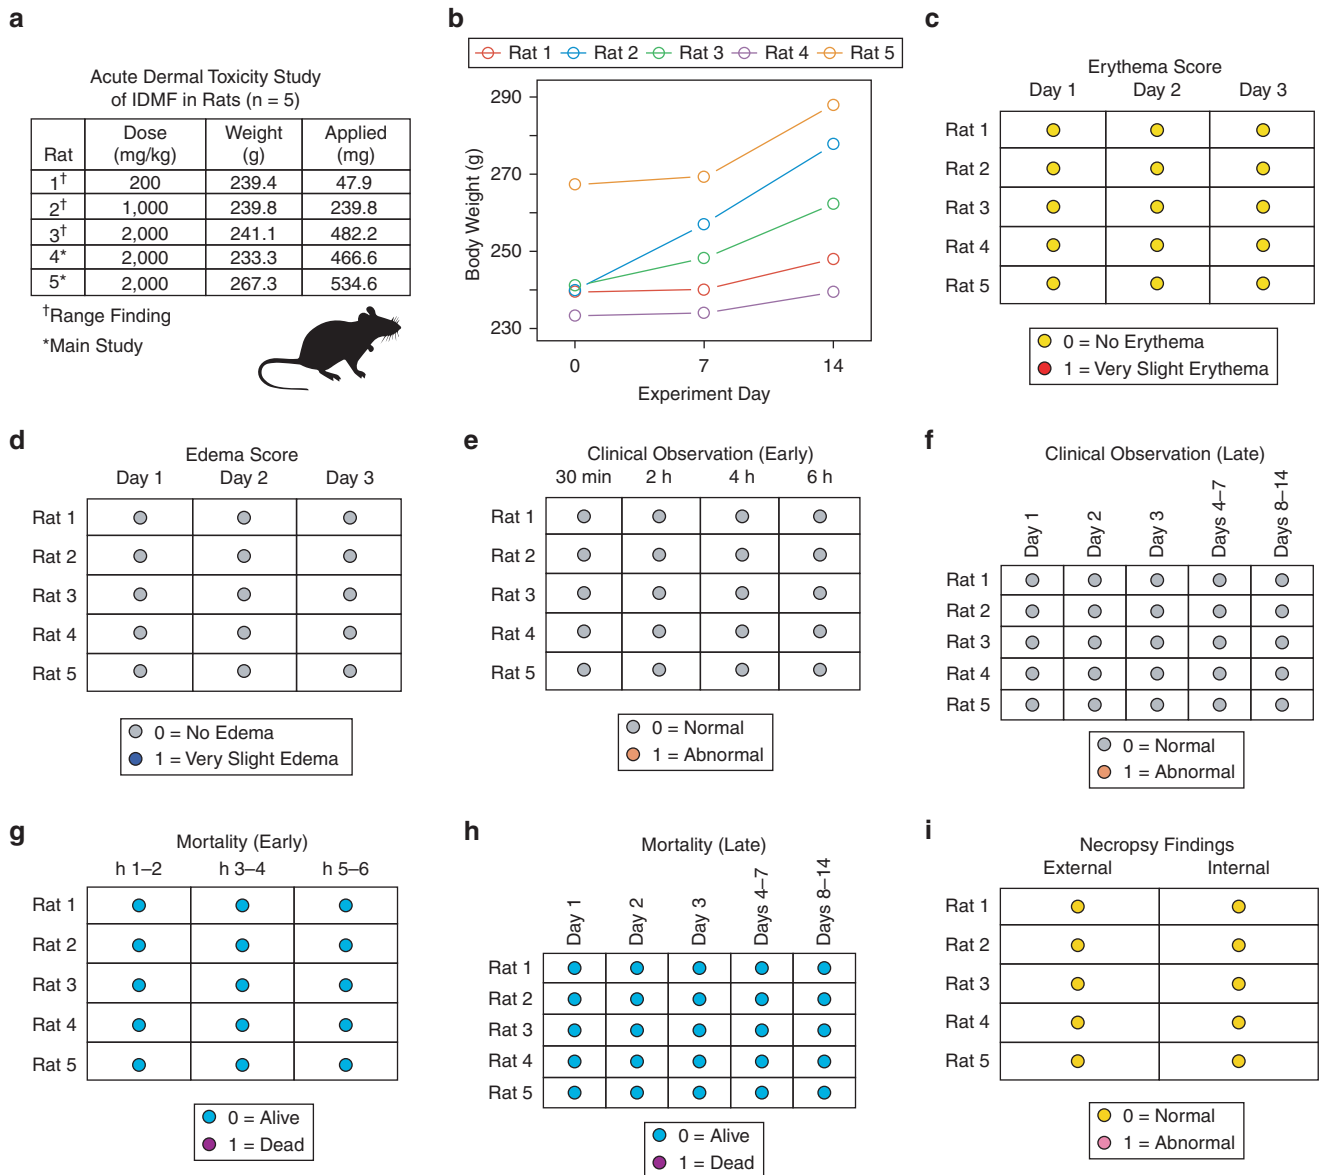 a
Acute Dermal Toxicity Study
of IDMF in Rats (n = 5)
Rat Dose (mg/kg) Weight (g) Applied (mg)
1† 200 239.4 47.9
2† 1,000 239.8 239.8
3† 2,000 241.1 482.2
4* 2,000 233.3 466.6
5* 2,000 267.3 534.6
†Range Finding
*Main Study
b
Rat 1 Rat 2 Rat 3 Rat 4 Rat 5
Body Weight (g)
290
270
250
230
0 7 14
Experiment Day
c
Erythema Score
Day 1 Day 2 Day 3
Rat 1
Rat 2
Rat 3
Rat 4
Rat 5
0 = No Erythema
1 = Very Slight Erythema
d
Edema Score
Day 1 Day 2 Day 3
Rat 1
Rat 2
Rat 3
Rat 4
Rat 5
0 = No Edema
1 = Very Slight Edema
e
Clinical Observation (Early)
30 min 2 h 4 h 6 h
Rat 1
Rat 2
Rat 3
Rat 4
Rat 5
0 = Normal
1 = Abnormal
f
Clinical Observation (Late)
Day 1 Day 2 Day 3 Days 4–7 Days 8–14
Rat 1
Rat 2
Rat 3
Rat 4
Rat 5
0 = Normal
1 = Abnormal
g
Mortality (Early)
h 1–2 h 3–4 h 5–6
Rat 1
Rat 2
Rat 3
Rat 4
Rat 5
0 = Alive
1 = Dead
h
Mortality (Late)
Day 1 Day 2 Day 3 Days 4–7 Days 8–14
Rat 1
Rat 2
Rat 3
Rat 4
Rat 5
0 = Alive
1 = Dead
i
Necropsy Findings
External Internal
Rat 1
Rat 2
Rat 3
Rat 4
Rat 5
0 = Normal
1 = Abnormal